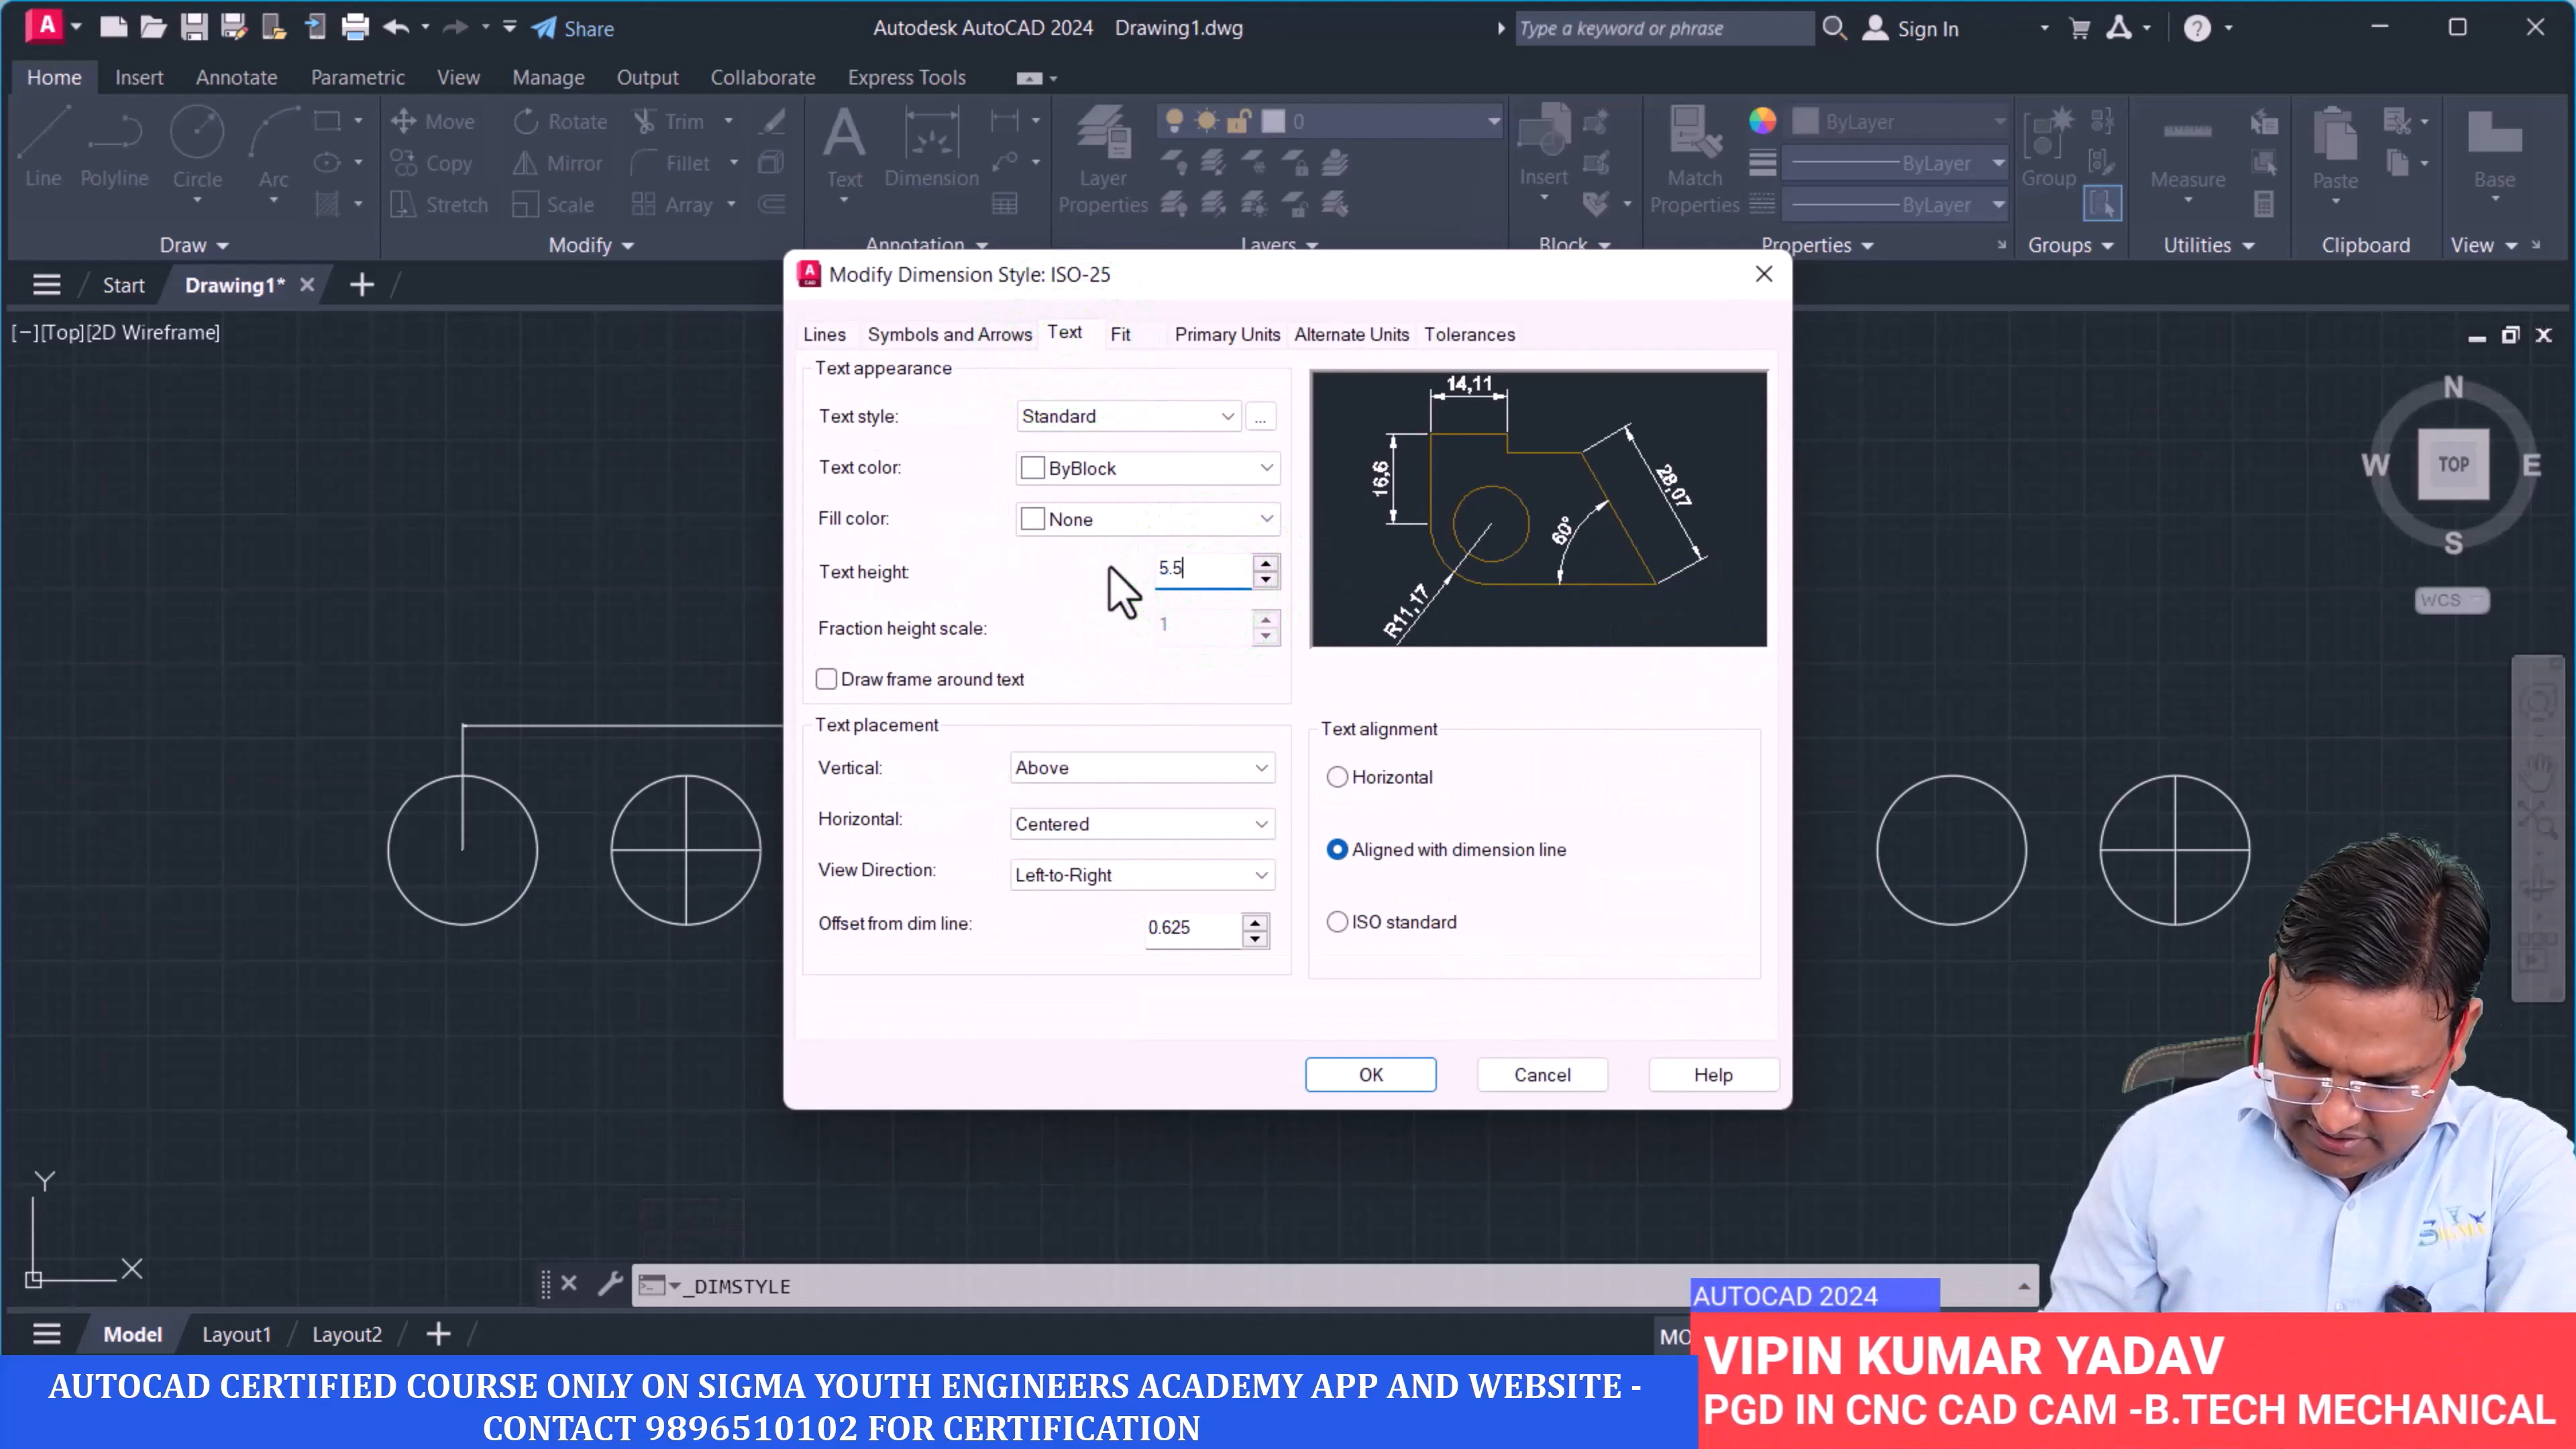 Share
Autodesk AutoCAD 2024 Drawing1.dwg
Type a keyword or phrase
Sign In
Home Insert Annotate Parametric View Manage Output Collaborate Express Tools
Line Polyline Circle Arc
Move Rotate Trim
Copy Mirror Fillet
Stretch Scale Array
Text Dimension
Layer Properties
0
Insert
Match Properties
ByLayer
ByLayer
ByLayer
Group
Measure
Paste
Base
Draw Modify Annotation Layers Block Properties Groups Utilities Clipboard View
Start Drawing1*
[−][Top][2D Wireframe]
Modify Dimension Style: ISO-25
Lines Symbols and Arrows Text Fit Primary Units Alternate Units Tolerances
Text appearance
Text style: Standard ...
Text color: ByBlock
Fill color: None
Text height: 5.5
Fraction height scale: 1
Draw frame around text
14,11
16,6
28,07
60°
R11,17
Text placement
Vertical: Above
Horizontal: Centered
View Direction: Left-to-Right
Offset from dim line: 0.625
Text alignment
Horizontal
Aligned with dimension line
ISO standard
OK Cancel Help
N
W TOP E
S
WCS
Y
X
_DIMSTYLE
Model Layout1 Layout2
MO
AUTOCAD 2024
VIPIN KUMAR YADAV
PGD IN CNC CAD CAM -B.TECH MECHANICAL
AUTOCAD CERTIFIED COURSE ONLY ON SIGMA YOUTH ENGINEERS ACADEMY APP AND WEBSITE -
CONTACT 9896510102 FOR CERTIFICATION